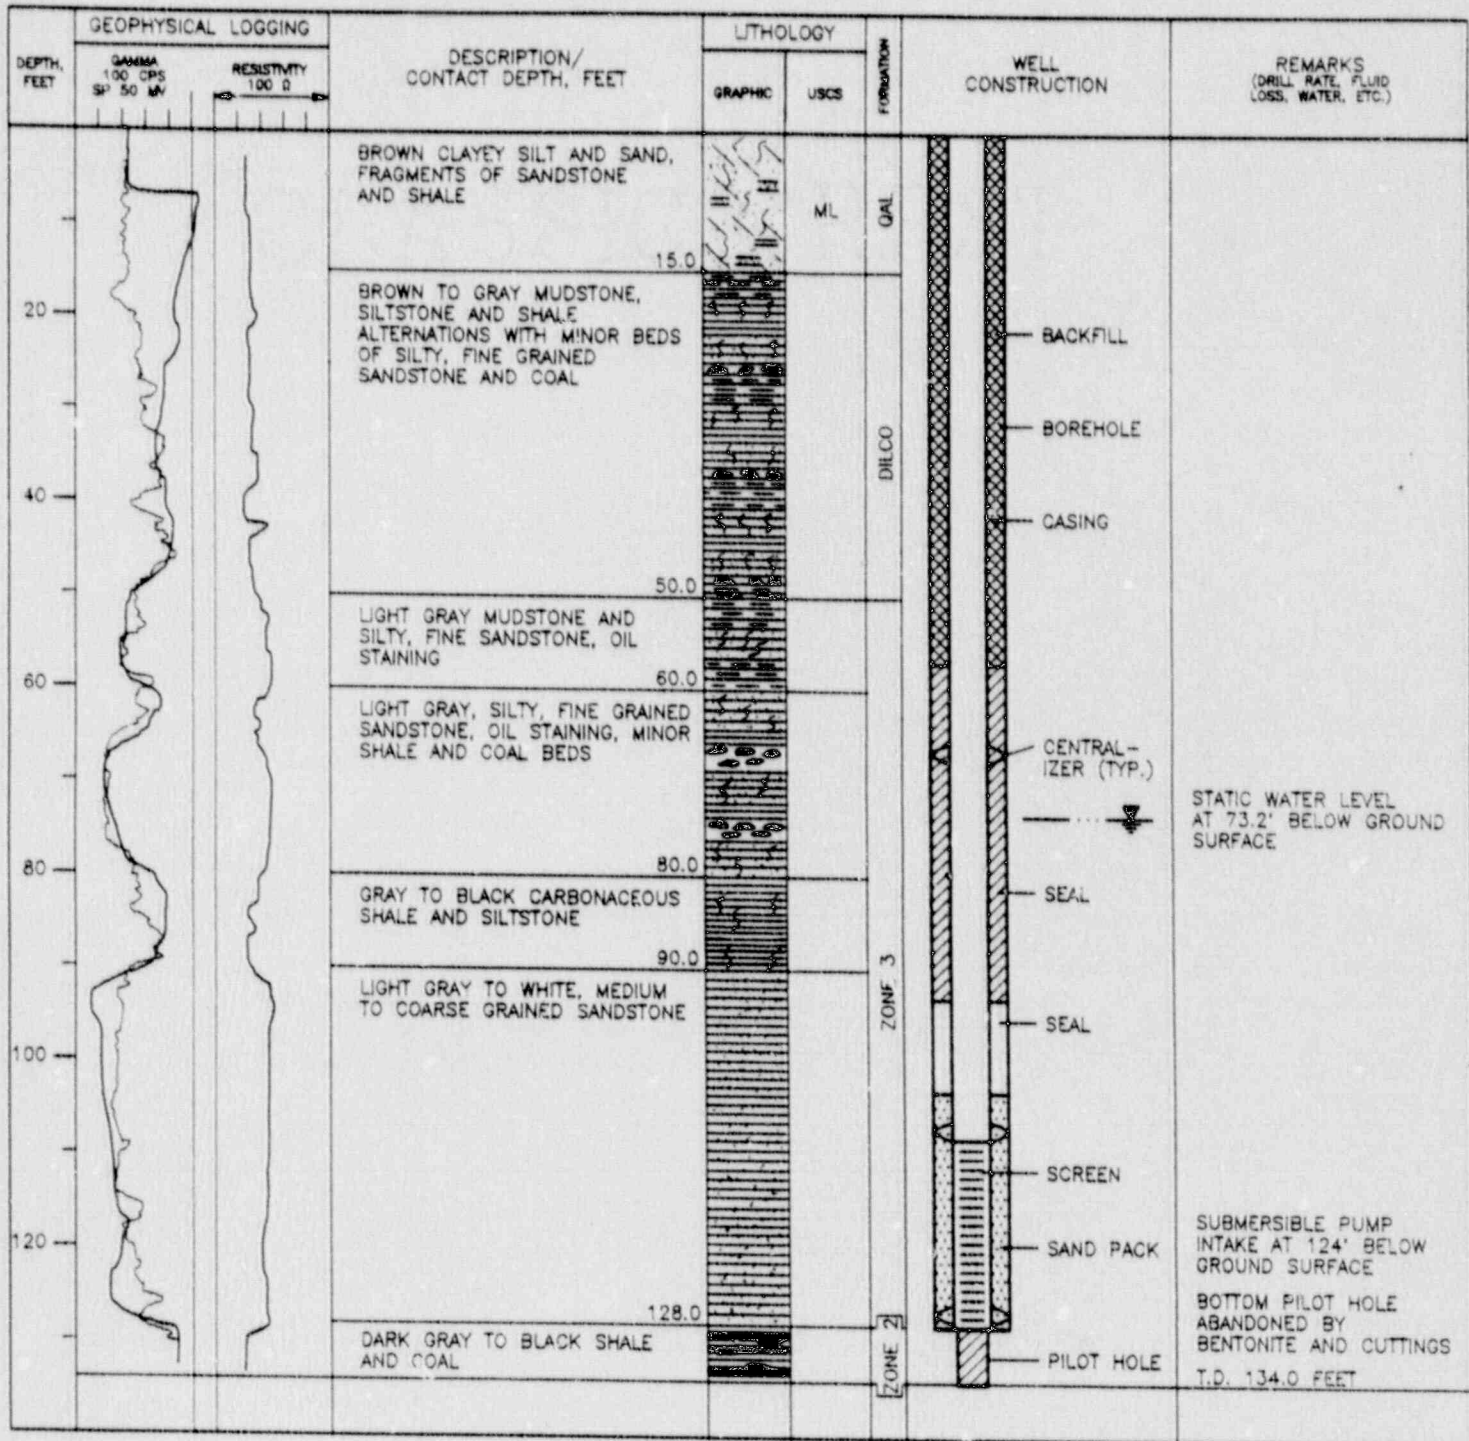 GEOPHYSICAL LOGGING
DEPTH,
FEET
GAMMA
100 CPS
SP 50 MV
RESISTIVITY
100 Ω
DESCRIPTION/
CONTACT DEPTH, FEET
LITHOLOGY
GRAPHIC
USCS
FORMATION
WELL
CONSTRUCTION
REMARKS
(DRILL RATE, FLUID
LOSS, WATER, ETC.)
BROWN CLAYEY SILT AND SAND,
FRAGMENTS OF SANDSTONE
AND SHALE
15.0
ML
QAL
BROWN TO GRAY MUDSTONE,
SILTSTONE AND SHALE
ALTERNATIONS WITH MINOR BEDS
OF SILTY, FINE GRAINED
SANDSTONE AND COAL
50.0
DILCO
20
40
60
80
100
120
LIGHT GRAY MUDSTONE AND
SILTY, FINE SANDSTONE, OIL
STAINING
60.0
LIGHT GRAY, SILTY, FINE GRAINED
SANDSTONE, OIL STAINING, MINOR
SHALE AND COAL BEDS
80.0
GRAY TO BLACK CARBONACEOUS
SHALE AND SILTSTONE
90.0
LIGHT GRAY TO WHITE, MEDIUM
TO COARSE GRAINED SANDSTONE
128.0
ZONE 3
DARK GRAY TO BLACK SHALE
AND COAL
ZONE 2
BACKFILL
BOREHOLE
CASING
CENTRAL-
IZER (TYP.)
SEAL
SEAL
SCREEN
SAND PACK
PILOT HOLE
STATIC WATER LEVEL
AT 73.2' BELOW GROUND
SURFACE
SUBMERSIBLE PUMP
INTAKE AT 124' BELOW
GROUND SURFACE
BOTTOM PILOT HOLE
ABANDONED BY
BENTONITE AND CUTTINGS
T.D. 134.0 FEET